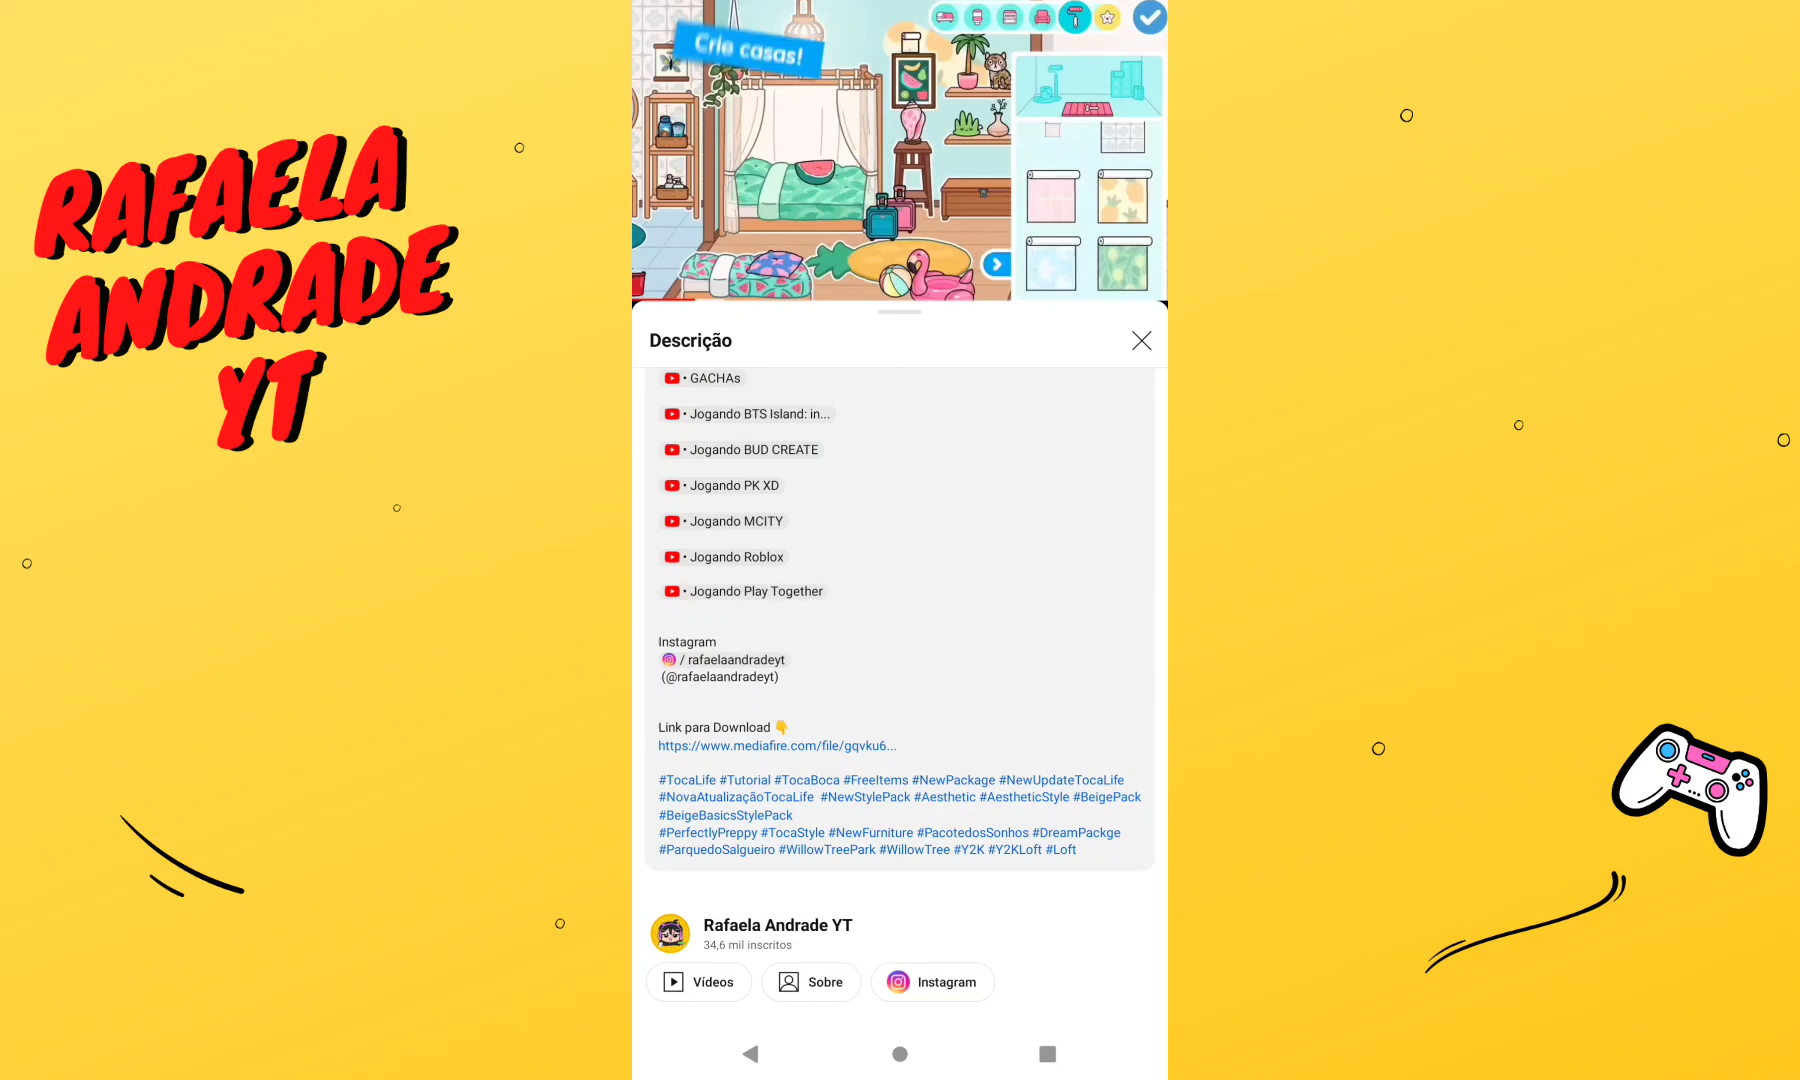 RAFAELA
ANDRADE
YT
Crie casas!
Descrição
• GACHAs
• Jogando BTS Island: in...
• Jogando BUD CREATE
• Jogando PK XD
• Jogando MCITY
• Jogando Roblox
• Jogando Play Together
Instagram
/ rafaelaandradeyt
(@rafaelaandradeyt)
Link para Download 👇
https://www.mediafire.com/file/gqvku6...
#TocaLife #Tutorial #TocaBoca #FreeItems #NewPackage #NewUpdateTocaLife
#NovaAtualizaçãoTocaLife #NewStylePack #Aesthetic #AestheticStyle #BeigePack
#BeigeBasicsStylePack
#PerfectlyPreppy #TocaStyle #NewFurniture #PacotedosSonhos #DreamPackge
#ParquedoSalgueiro #WillowTreePark #WillowTree #Y2K #Y2KLoft #Loft
Rafaela Andrade YT
34,6 mil inscritos
Vídeos
Sobre
Instagram